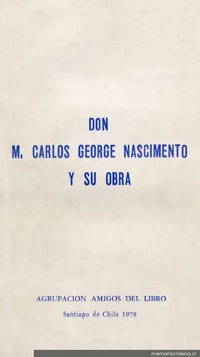 DON
M. CARLOS GEORGE NASCIMENTO
Y SU OBRA
AGRUPACION AMIGOS DEL LIBRO
Santiago de Chile 1978
memoriachilena.cl